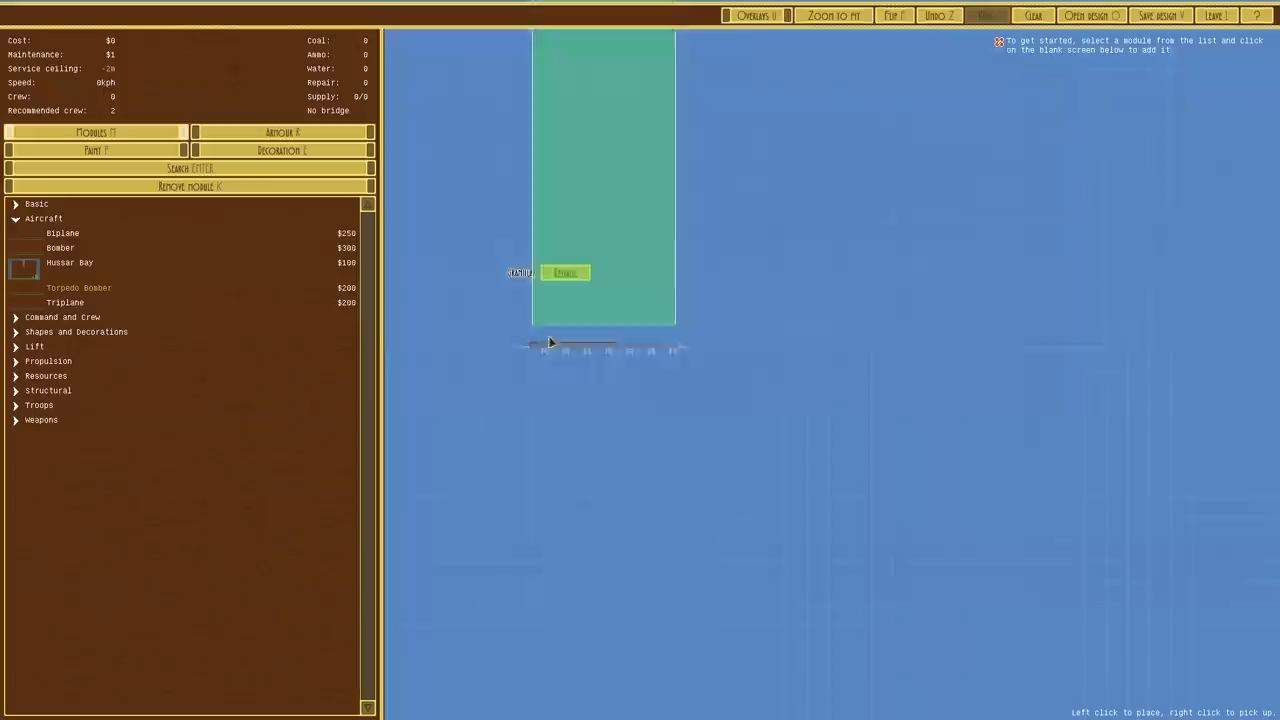 Overlays U
Zoom to fit
Flip F
Undo Z
Clear
Open design O
Save design V
Leave L
?
Cost: $0
Maintenance: $1
Service ceiling: -2m
Speed: 0kph
Crew: 0
Recommended crew: 2
Coal: 0
Ammo: 0
Water: 0
Repair: 0
Supply: 0/0
No bridge
To get started, select a module from the list and click
on the blank screen below to add it
Modules M
Armour R
Paint P
Decoration E
Search ENTER
Remove module K
Basic
Aircraft
Biplane $250
Bomber $300
Hussar Bay $100
Torpedo Bomber $200
Triplane $200
Command and Crew
Shapes and Decorations
Lift
Propulsion
Resources
Structural
Troops
Weapons
Left click to place, right click to pick up.